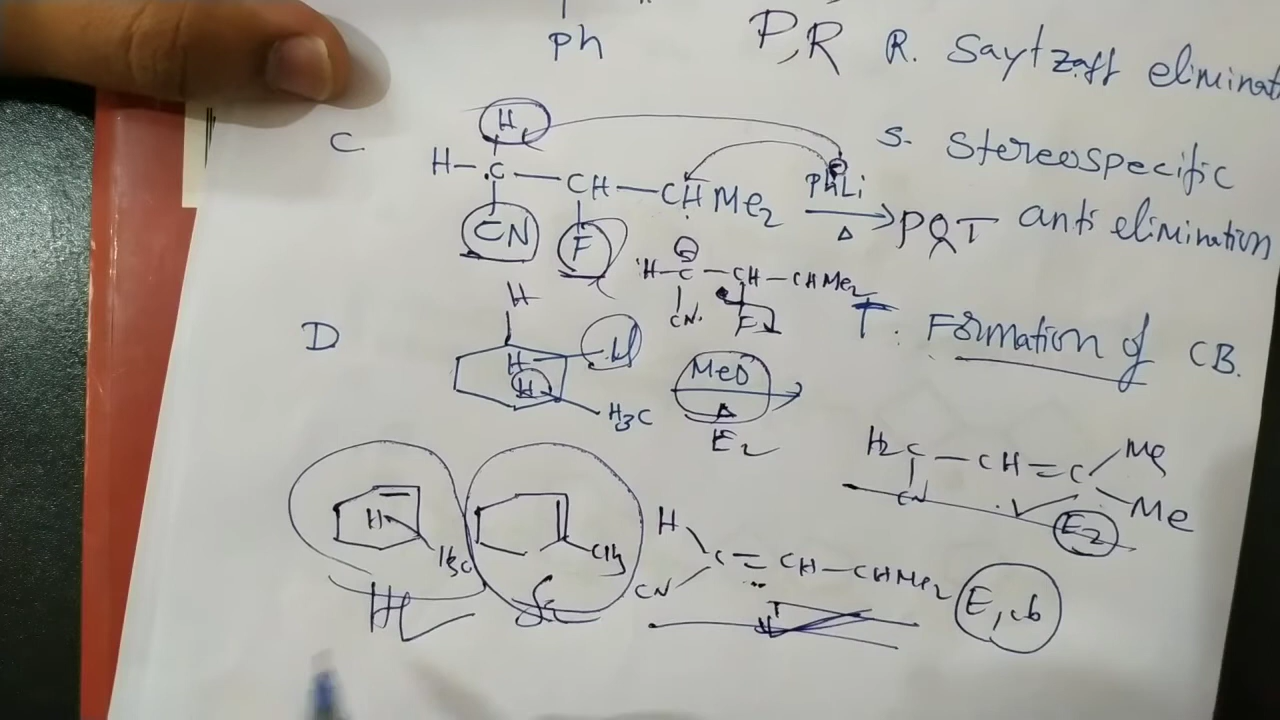 Ph
P,R R. Saytzaff eliminat
C H
H-C-CH-CHMe2 PhLi Δ → PQT
CN F
S. Stereospecific
anti elimination
⊖
H-C-CH-CHMe2
CN F
T: Formation of CB.
D H
H
H H3C
MeO⁻
Δ
E2
H2C-CH=C Me
CN Me
E2
H H3C
CH3
H
C=CH-CHMe2
CN
E1cb